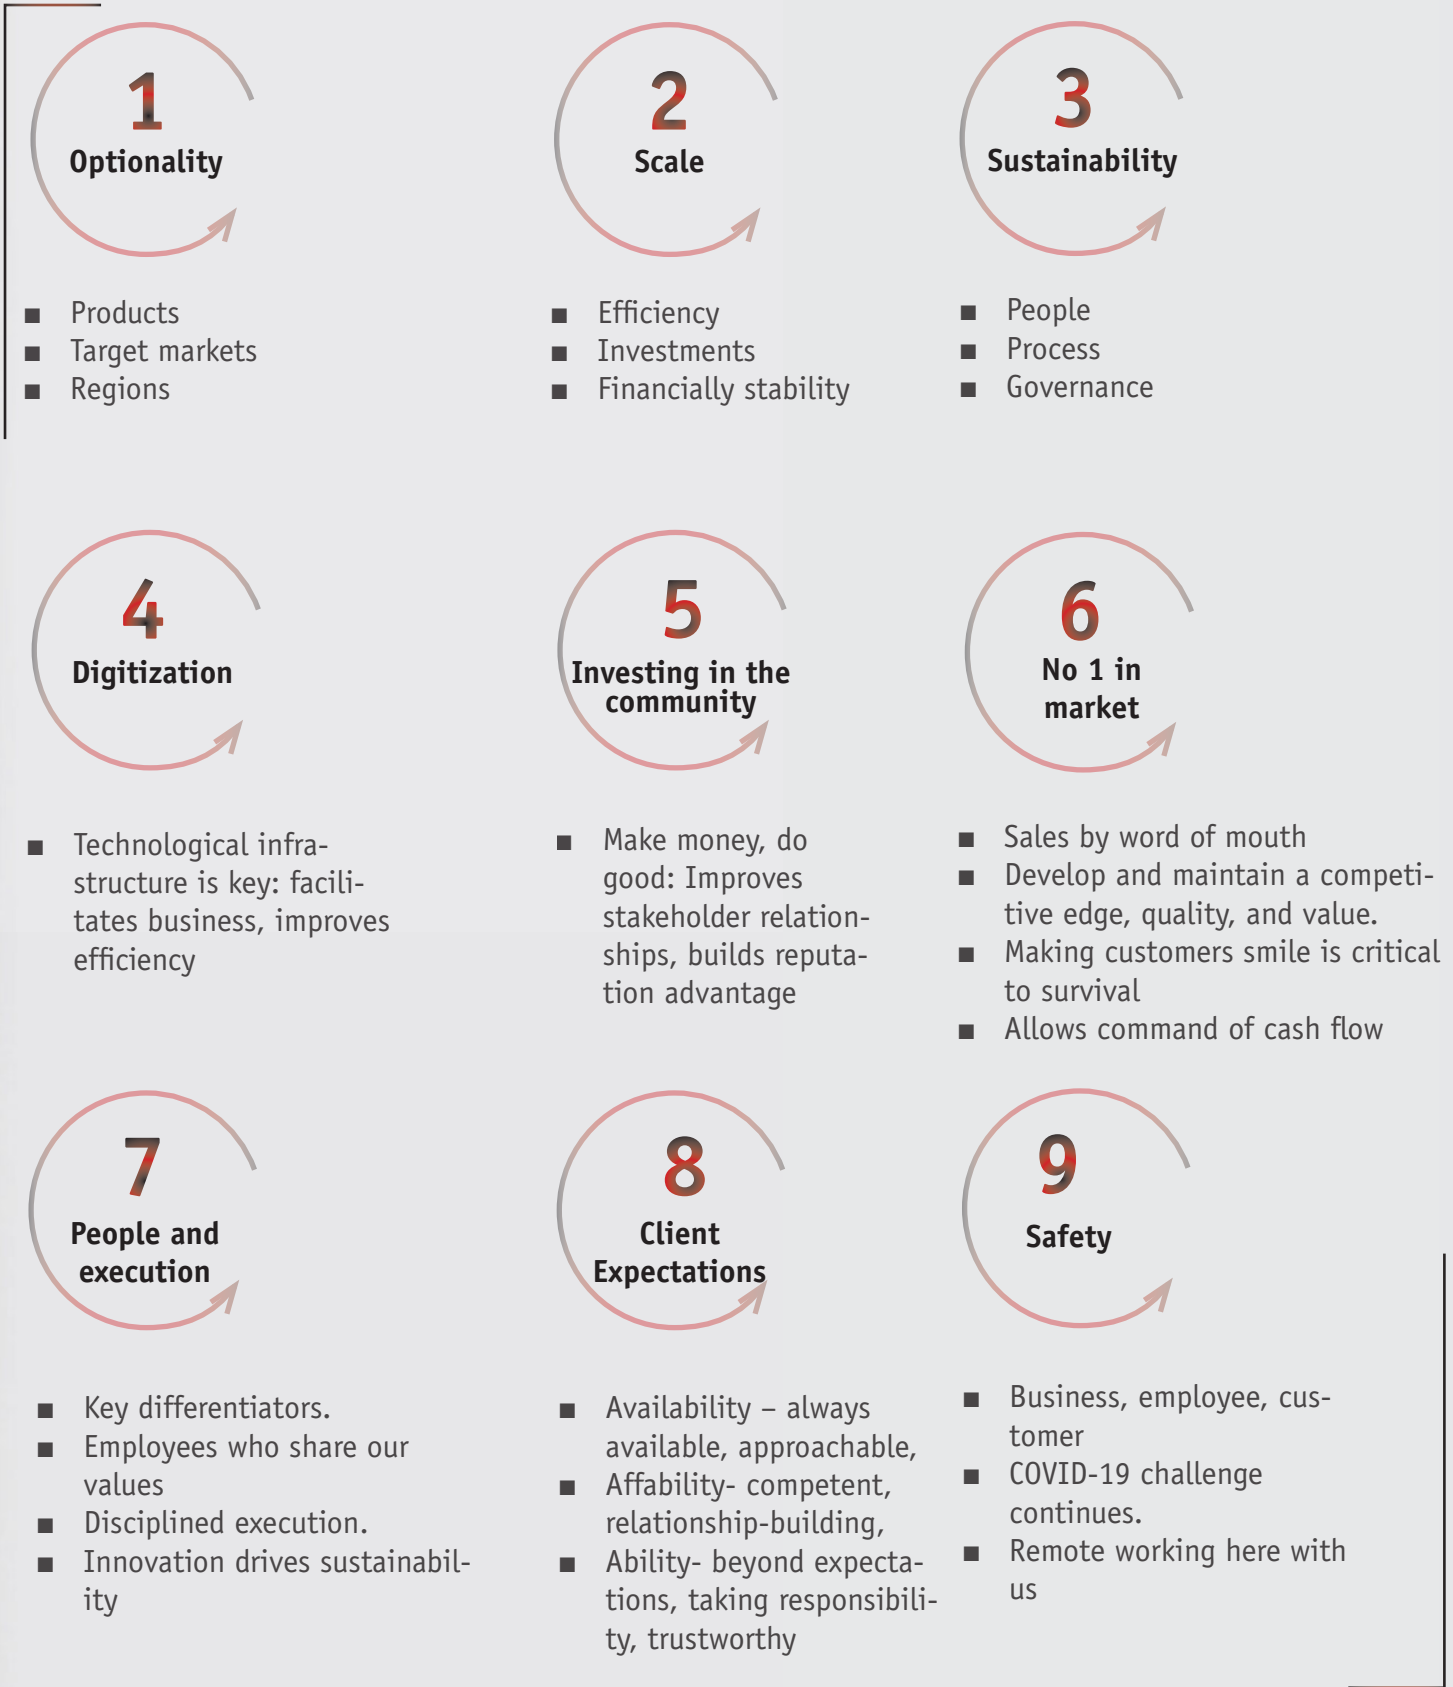 1
Optionality
■ Products
■ Target markets
■ Regions
2
Scale
■ Efficiency
■ Investments
■ Financially stability
3
Sustainability
■ People
■ Process
■ Governance
4
Digitization
■ Technological infra-
structure is key: facili-
tates business, improves
efficiency
5
Investing in the
community
■ Make money, do
good: Improves
stakeholder relation-
ships, builds reputa-
tion advantage
6
No 1 in
market
■ Sales by word of mouth
■ Develop and maintain a competi-
tive edge, quality, and value.
■ Making customers smile is critical
to survival
■ Allows command of cash flow
7
People and
execution
■ Key differentiators.
■ Employees who share our
values
■ Disciplined execution.
■ Innovation drives sustainabil-
ity
8
Client
Expectations
■ Availability – always
available, approachable,
■ Affability- competent,
relationship-building,
■ Ability- beyond expecta-
tions, taking responsibili-
ty, trustworthy
9
Safety
■ Business, employee, cus-
tomer
■ COVID-19 challenge
continues.
■ Remote working here with
us